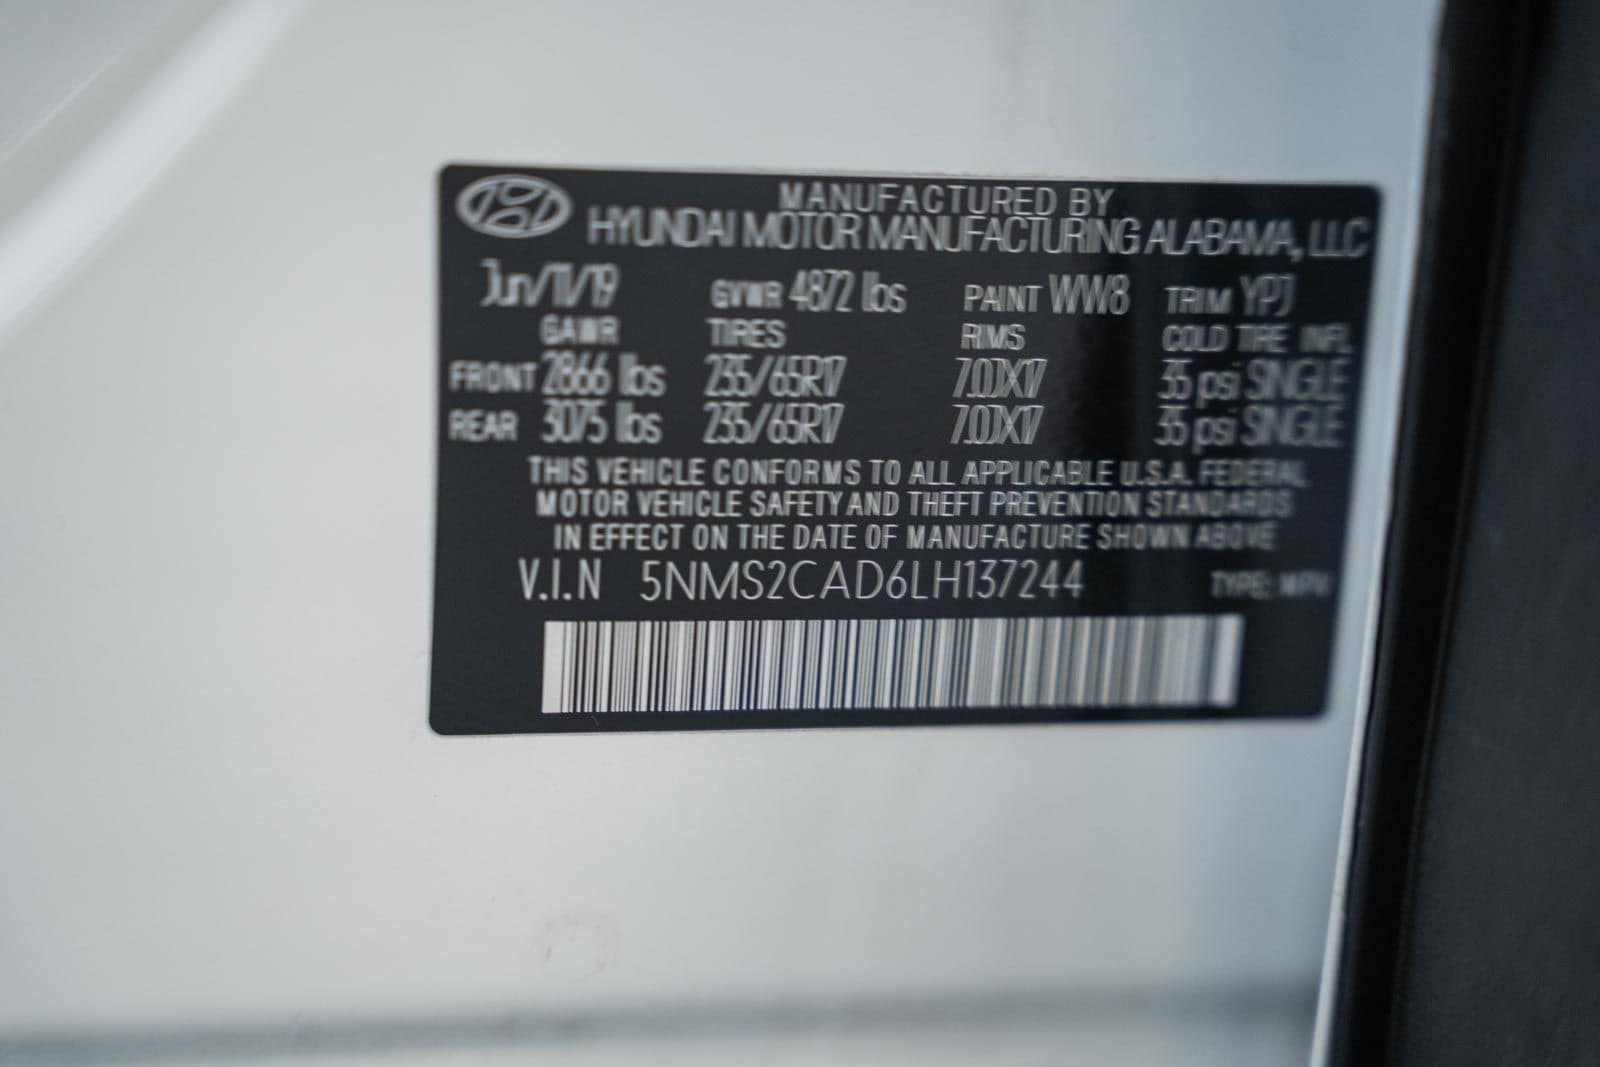 MANUFACTURED BY
HYUNDAI MOTOR MANUFACTURING ALABAMA, LLC
Jun/11/19 GVWR 4872 lbs PAINT WW8 TRIM YPJ
GAWR TIRES RIMS COLD TIRE INFL
FRONT 2866 lbs 235/65R17 7.00X17 35 psi SINGLE
REAR 3075 lbs 235/65R17 7.00X17 35 psi SINGLE
THIS VEHICLE CONFORMS TO ALL APPLICABLE U.S.A. FEDERAL
MOTOR VEHICLE SAFETY AND THEFT PREVENTION STANDARDS
IN EFFECT ON THE DATE OF MANUFACTURE SHOWN ABOVE
V.I.N 5NMS2CAD6LH137244 TYPE: MPV